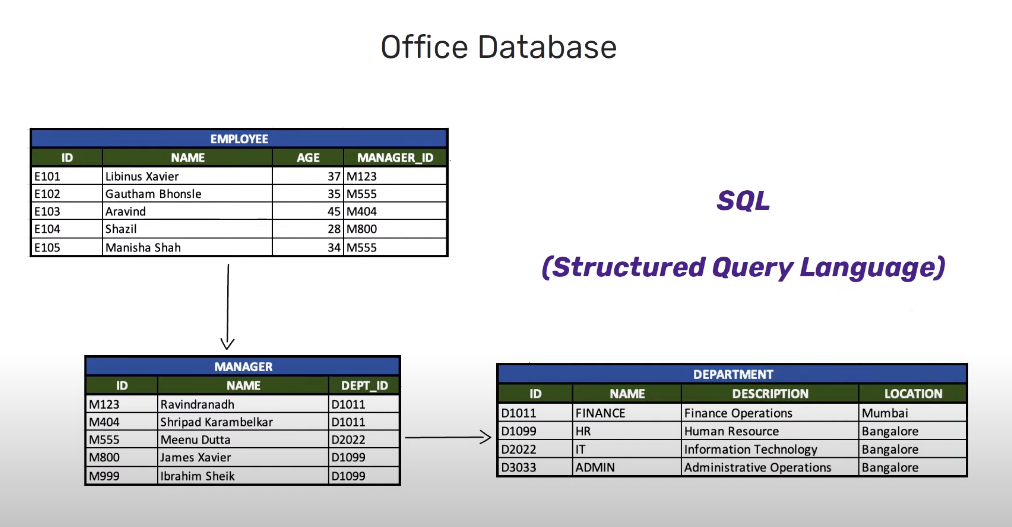 Office Database
EMPLOYEE
ID NAME AGE MANAGER_ID
E101 Libinus Xavier 37 M123
E102 Gautham Bhonsle 35 M555
E103 Aravind 45 M404
E104 Shazil 28 M800
E105 Manisha Shah 34 M555
SQL
(Structured Query Language)
MANAGER
ID NAME DEPT_ID
M123 Ravindranadh D1011
M404 Shripad Karambelkar D1011
M555 Meenu Dutta D2022
M800 James Xavier D1099
M999 Ibrahim Sheik D1099
DEPARTMENT
ID NAME DESCRIPTION LOCATION
D1011 FINANCE Finance Operations Mumbai
D1099 HR Human Resource Bangalore
D2022 IT Information Technology Bangalore
D3033 ADMIN Administrative Operations Bangalore